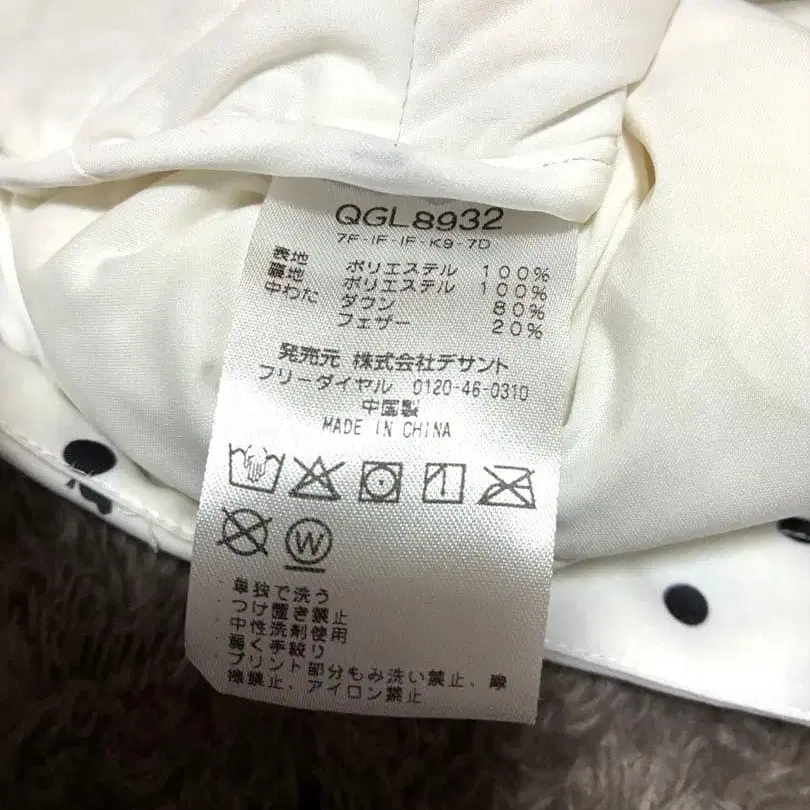 QGL8932
7F-IF-IF-K9-7D
表地 ポリエステル 100%
裏地 ポリエステル 100%
中わた ダウン 80%
フェザー 20%
発売元 株式会社デサント
フリーダイヤル 0120-46-0310
中国製
MADE IN CHINA
W
・単独で洗う
・つけ置き禁止
・中性洗剤使用
・弱く手絞り
・プリント部分もみ洗い禁止、摩
擦禁止、アイロン禁止